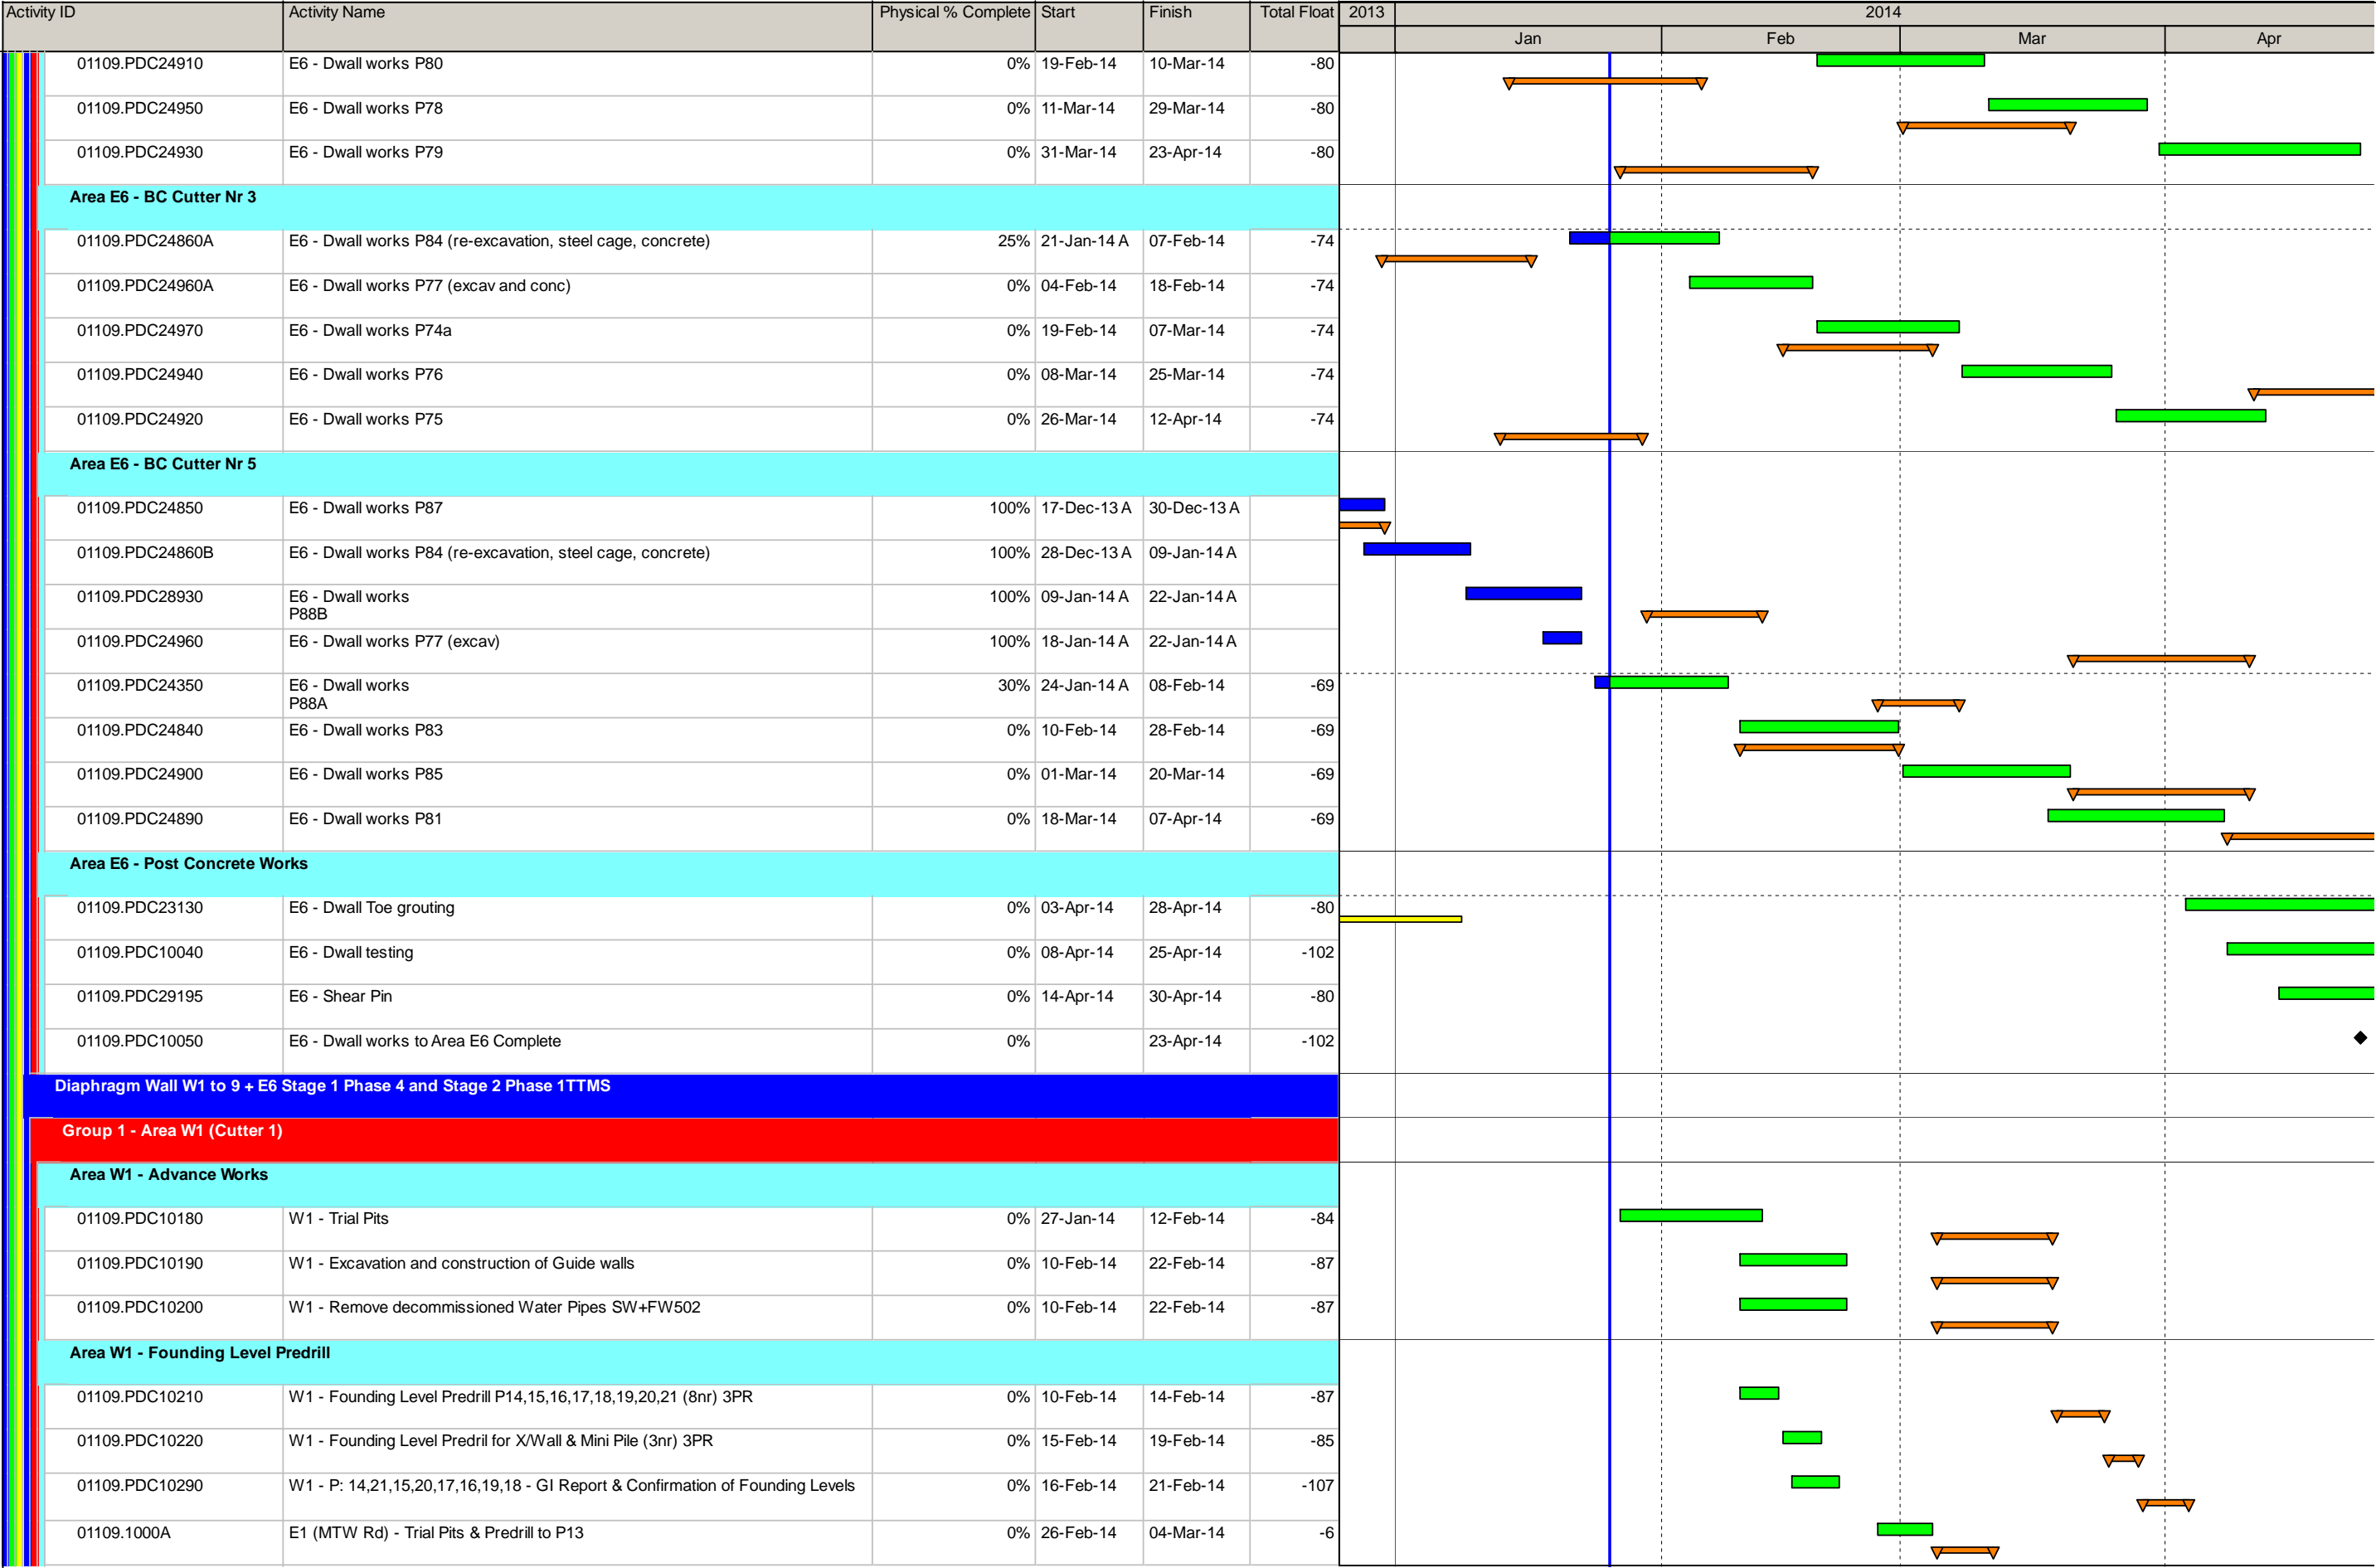 Activity ID Activity Name Physical % Complete Start Finish Total Float 2013 2014
Jan Feb Mar Apr
01109.PDC24910 E6 - Dwall works P80 0% 19-Feb-14 10-Mar-14 -80
01109.PDC24950 E6 - Dwall works P78 0% 11-Mar-14 29-Mar-14 -80
01109.PDC24930 E6 - Dwall works P79 0% 31-Mar-14 23-Apr-14 -80
Area E6 - BC Cutter Nr 3
01109.PDC24860A E6 - Dwall works P84 (re-excavation, steel cage, concrete) 25% 21-Jan-14 A 07-Feb-14 -74
01109.PDC24960A E6 - Dwall works P77 (excav and conc) 0% 04-Feb-14 18-Feb-14 -74
01109.PDC24970 E6 - Dwall works P74a 0% 19-Feb-14 07-Mar-14 -74
01109.PDC24940 E6 - Dwall works P76 0% 08-Mar-14 25-Mar-14 -74
01109.PDC24920 E6 - Dwall works P75 0% 26-Mar-14 12-Apr-14 -74
Area E6 - BC Cutter Nr 5
01109.PDC24850 E6 - Dwall works P87 100% 17-Dec-13 A 30-Dec-13 A
01109.PDC24860B E6 - Dwall works P84 (re-excavation, steel cage, concrete) 100% 28-Dec-13 A 09-Jan-14 A
01109.PDC28930 E6 - Dwall works 100% 09-Jan-14 A 22-Jan-14 A
P88B
01109.PDC24960 E6 - Dwall works P77 (excav) 100% 18-Jan-14 A 22-Jan-14 A
01109.PDC24350 E6 - Dwall works 30% 24-Jan-14 A 08-Feb-14 -69
P88A
01109.PDC24840 E6 - Dwall works P83 0% 10-Feb-14 28-Feb-14 -69
01109.PDC24900 E6 - Dwall works P85 0% 01-Mar-14 20-Mar-14 -69
01109.PDC24890 E6 - Dwall works P81 0% 18-Mar-14 07-Apr-14 -69
Area E6 - Post Concrete Works
01109.PDC23130 E6 - Dwall Toe grouting 0% 03-Apr-14 28-Apr-14 -80
01109.PDC10040 E6 - Dwall testing 0% 08-Apr-14 25-Apr-14 -102
01109.PDC29195 E6 - Shear Pin 0% 14-Apr-14 30-Apr-14 -80
01109.PDC10050 E6 - Dwall works to Area E6 Complete 0% 23-Apr-14 -102
Diaphragm Wall W1 to 9 + E6 Stage 1 Phase 4 and Stage 2 Phase 1TTMS
Group 1 - Area W1 (Cutter 1)
Area W1 - Advance Works
01109.PDC10180 W1 - Trial Pits 0% 27-Jan-14 12-Feb-14 -84
01109.PDC10190 W1 - Excavation and construction of Guide walls 0% 10-Feb-14 22-Feb-14 -87
01109.PDC10200 W1 - Remove decommissioned Water Pipes SW+FW502 0% 10-Feb-14 22-Feb-14 -87
Area W1 - Founding Level Predrill
01109.PDC10210 W1 - Founding Level Predrill P14,15,16,17,18,19,20,21 (8nr) 3PR 0% 10-Feb-14 14-Feb-14 -87
01109.PDC10220 W1 - Founding Level Predril for X/Wall & Mini Pile (3nr) 3PR 0% 15-Feb-14 19-Feb-14 -85
01109.PDC10290 W1 - P: 14,21,15,20,17,16,19,18 - GI Report & Confirmation of Founding Levels 0% 16-Feb-14 21-Feb-14 -107
01109.1000A E1 (MTW Rd) - Trial Pits & Predrill to P13 0% 26-Feb-14 04-Mar-14 -6